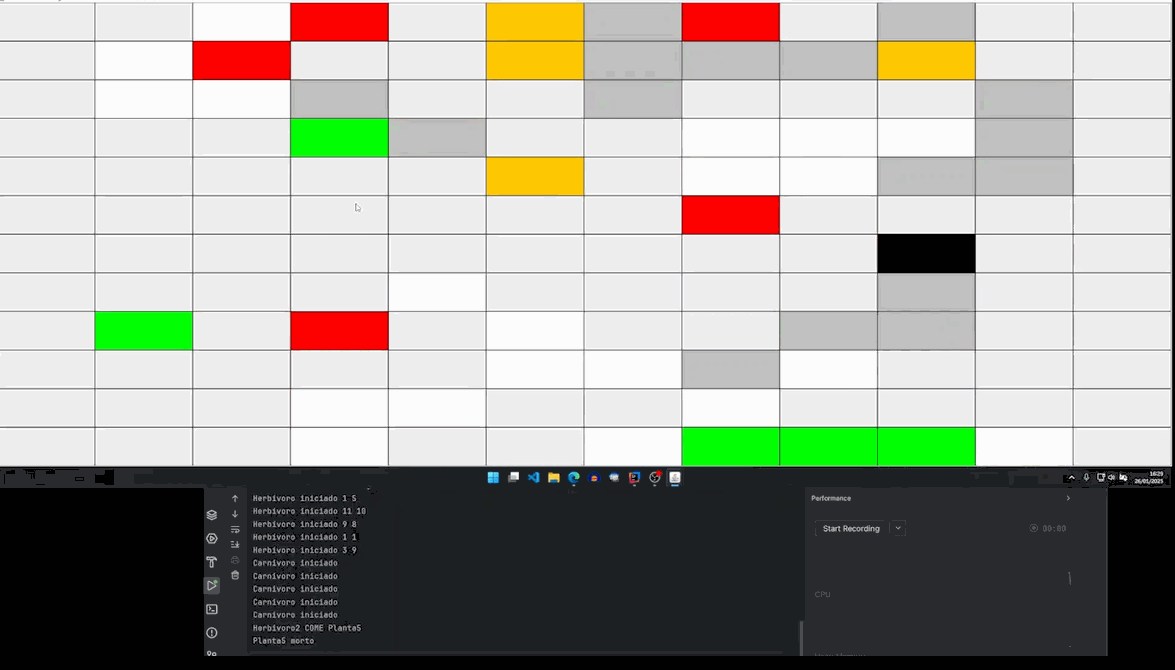 16:29
26/01/2025
Herbivoro iniciado 1 5
Herbivoro iniciado 11 10
Herbivoro iniciado 9 8
Herbivoro iniciado 1 1
Herbivoro iniciado 3 9
Carnivoro iniciado
Carnivoro iniciado
Carnivoro iniciado
Carnivoro iniciado
Carnivoro iniciado
Herbivoro2 COME Planta5
Planta5 morto
Performance
Start Recording
00:00
CPU